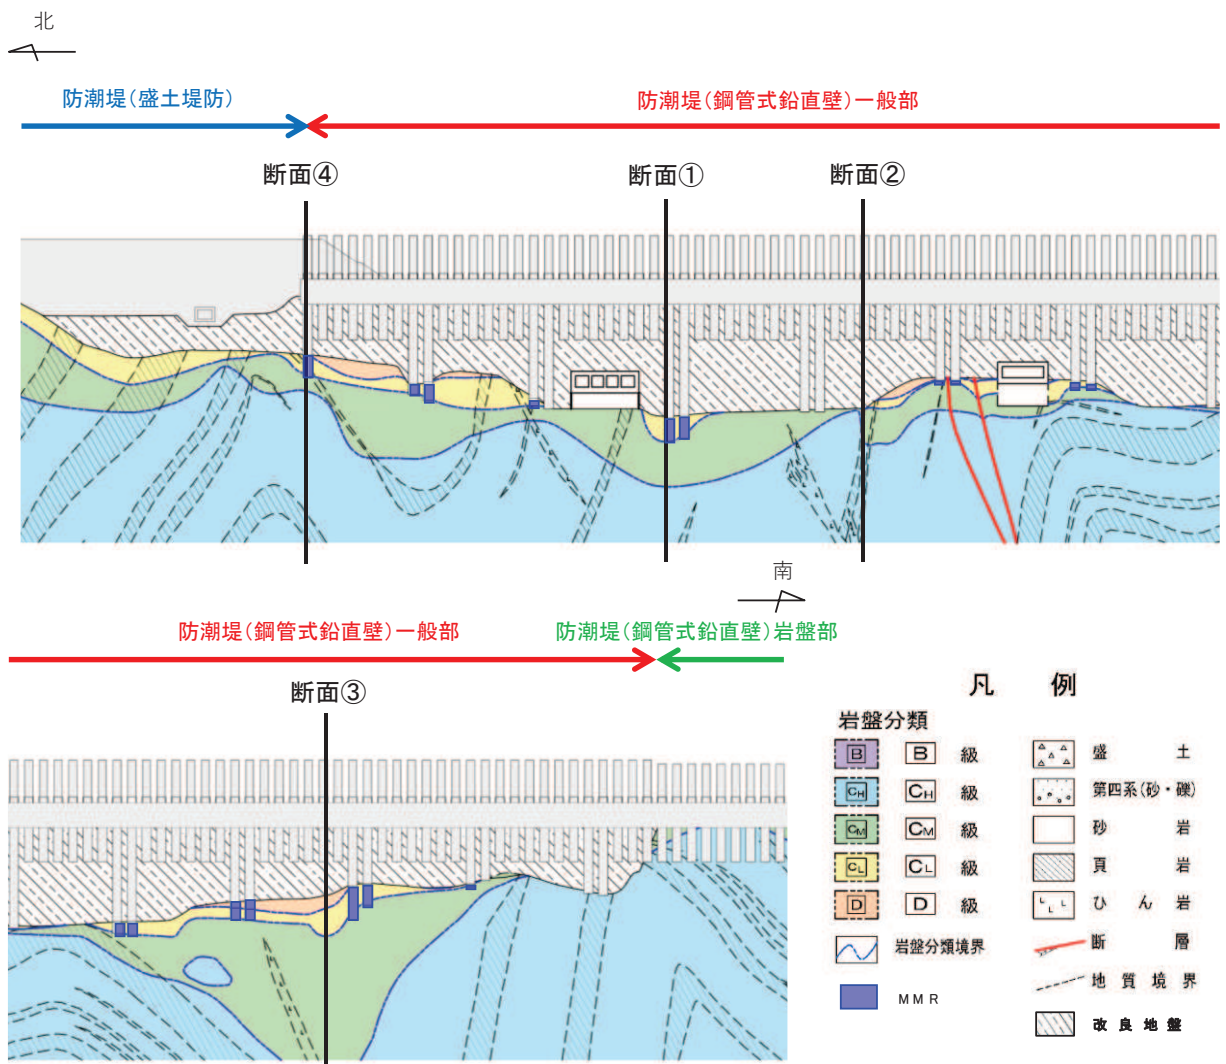 北
防潮堤(盛土堤防)
防潮堤(鋼管式鉛直壁)一般部
断面④
断面①
断面②
南
防潮堤(鋼管式鉛直壁)一般部
防潮堤(鋼管式鉛直壁)岩盤部
断面③
凡 例
岩盤分類
B B 級
CH CH 級
CM CM 級
CL CL 級
D D 級
岩盤分類境界
MMR
盛 土
第四系(砂・礫)
砂 岩
頁 岩
ひ ん 岩
断 層
地 質 境 界
改 良 地 盤